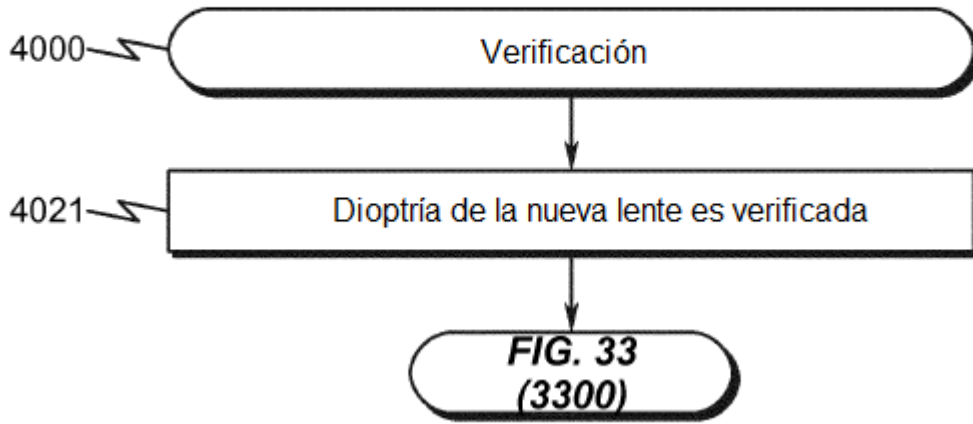 4000
Verificación
4021
Dioptría de la nueva lente es verificada
FIG. 33
(3300)